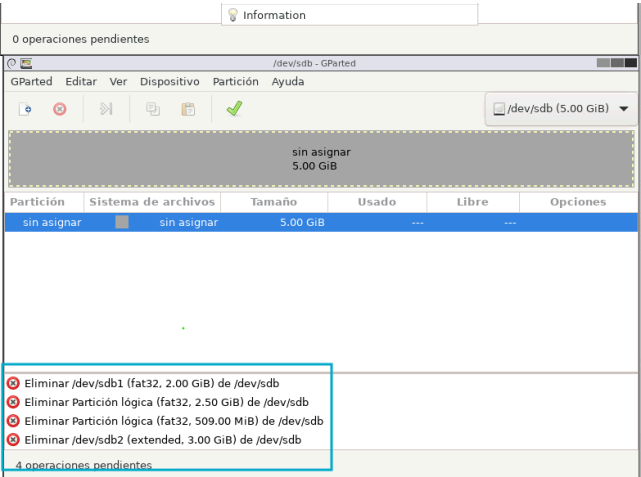 Information
0 operaciones pendientes
/dev/sdb - GParted
GParted Editar Ver Dispositivo Partición Ayuda
/dev/sdb (5.00 GiB)
sin asignar
5.00 GiB
Partición Sistema de archivos Tamaño Usado Libre Opciones
sin asignar sin asignar 5.00 GiB --- ---
Eliminar /dev/sdb1 (fat32, 2.00 GiB) de /dev/sdb
Eliminar Partición lógica (fat32, 2.50 GiB) de /dev/sdb
Eliminar Partición lógica (fat32, 509.00 MiB) de /dev/sdb
Eliminar /dev/sdb2 (extended, 3.00 GiB) de /dev/sdb
4 operaciones pendientes